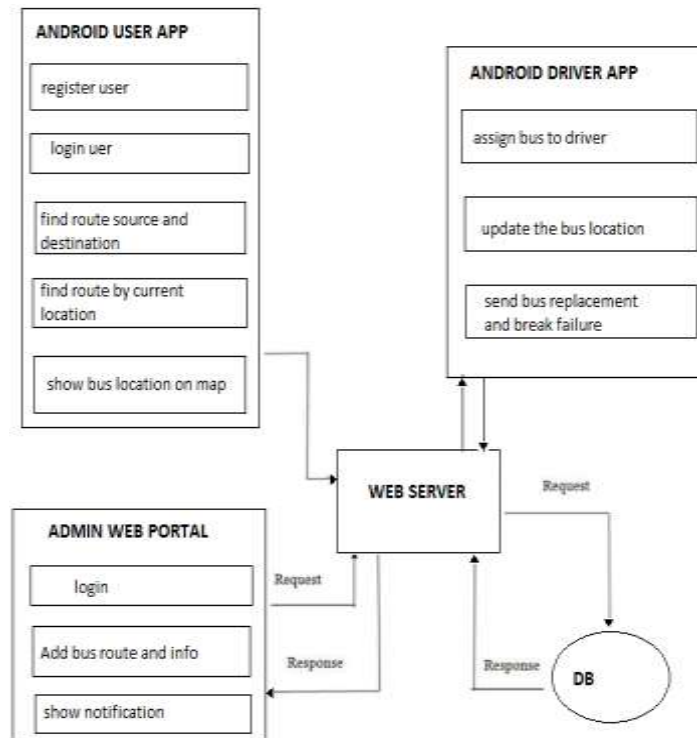 ANDROID USER APP
register user
login uer
find route source and
destination
find route by current
location
show bus location on map
ANDROID DRIVER APP
assign bus to driver
update the bus location
send bus replacement
and break failure
WEB SERVER
Request
ADMIN WEB PORTAL
login
Add bus route and info
show notification
Request
Response
Response
DB